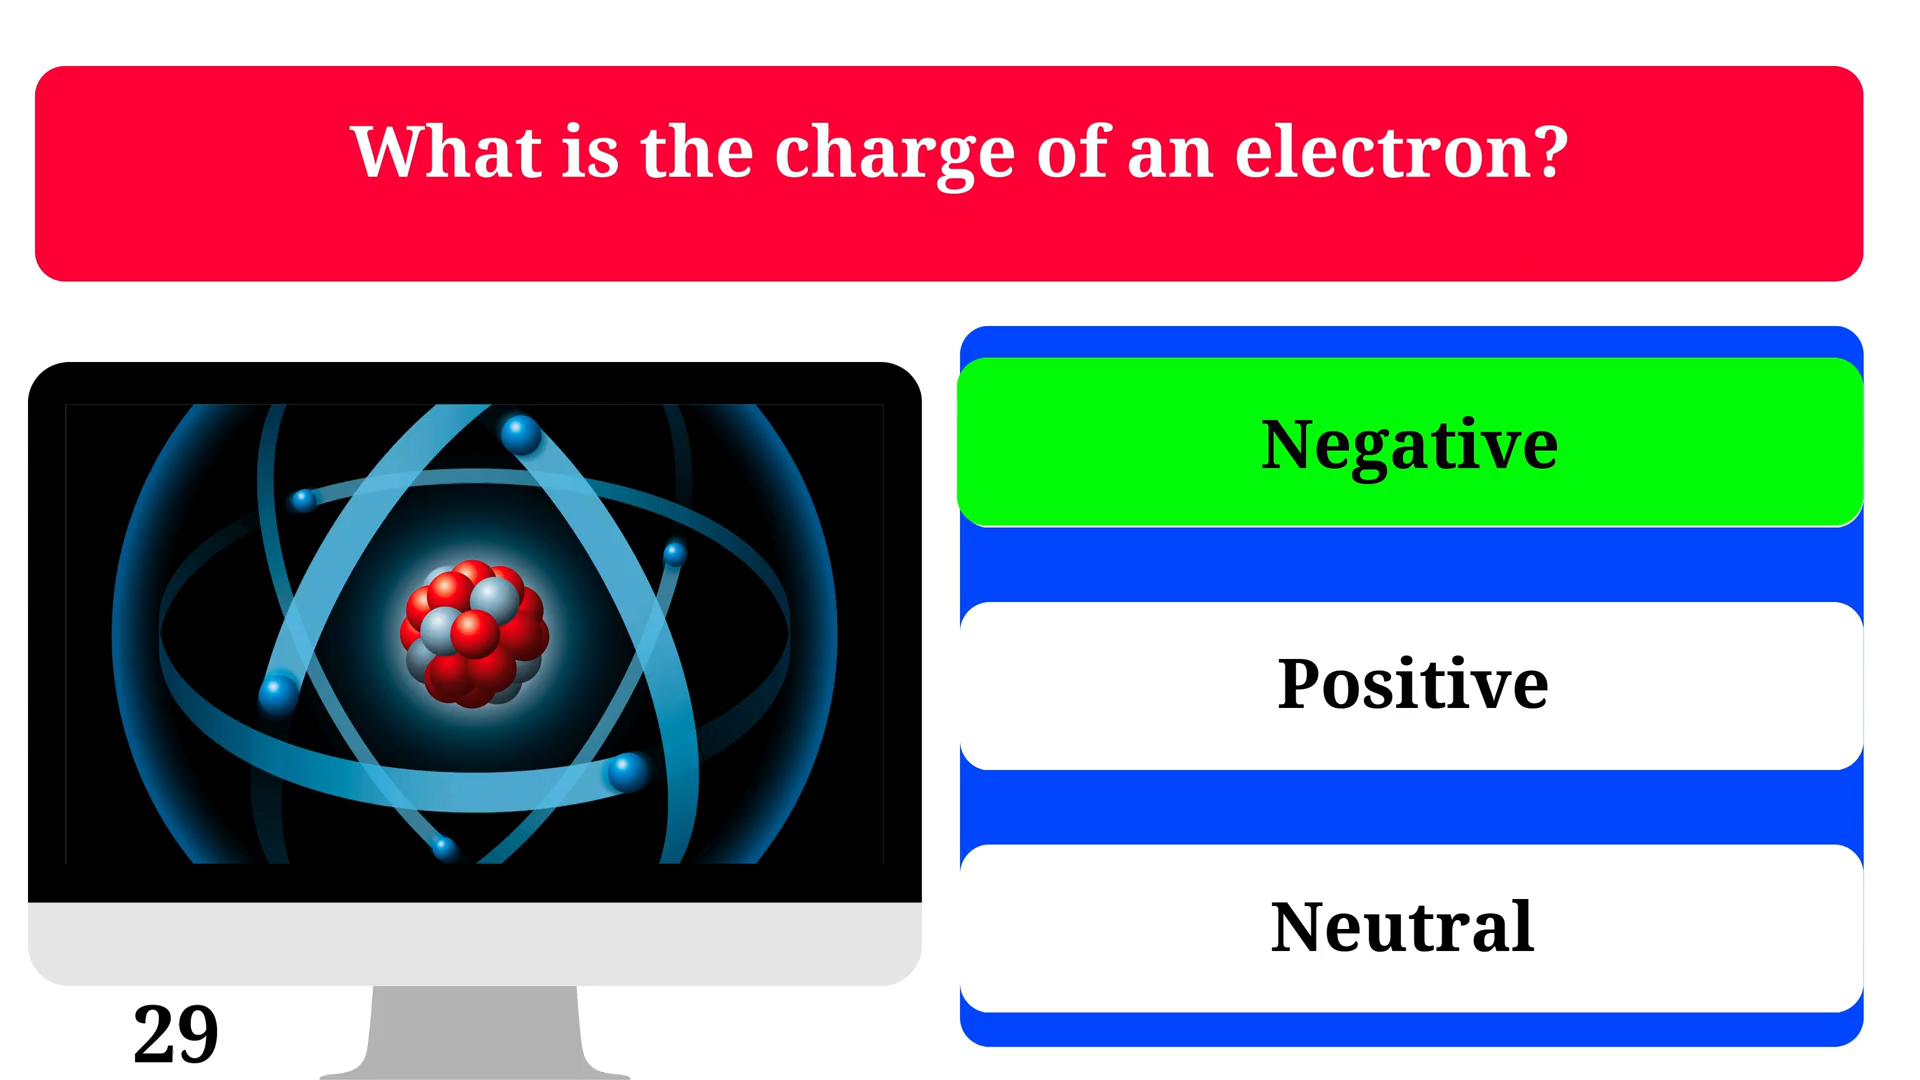 What is the charge of an electron?
Negative
Positive
Neutral
29